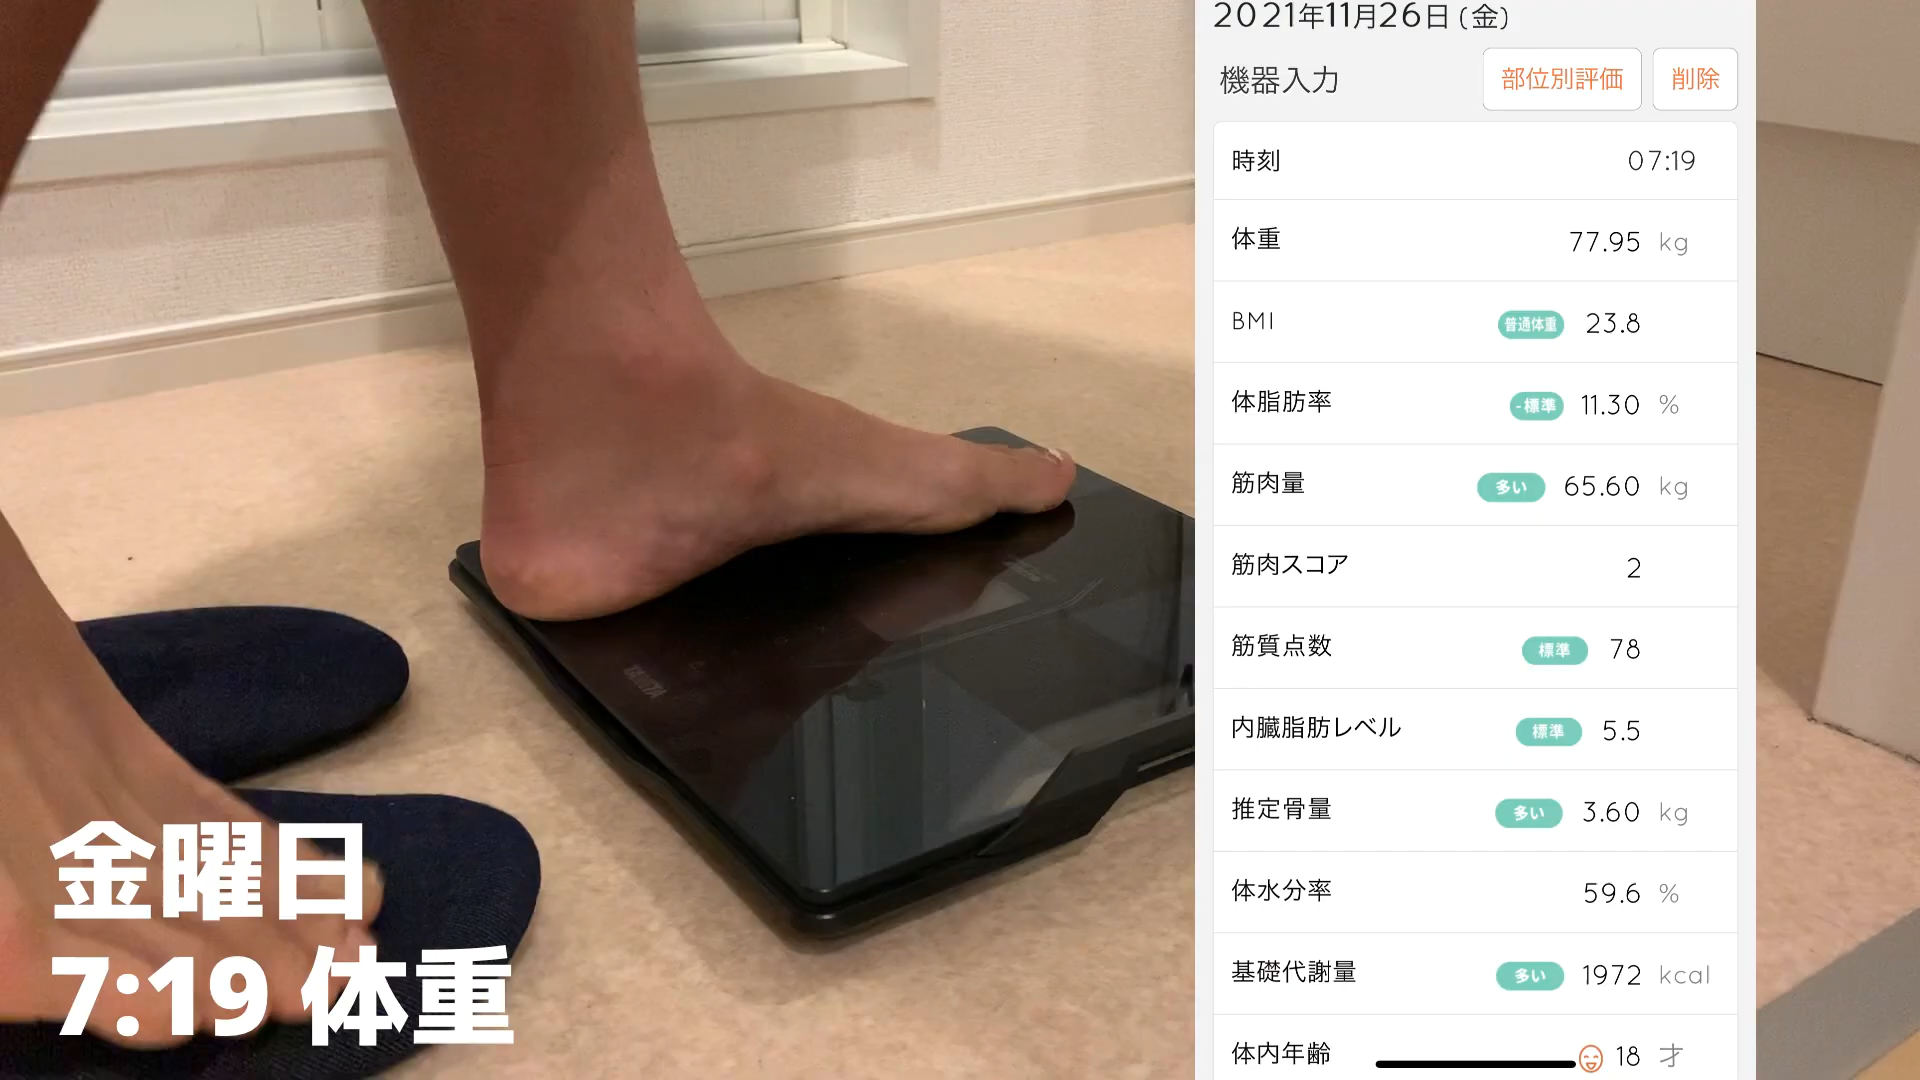 2021年11月26日(金)
機器入力 部位別評価 削除
時刻 07:19
体重 77.95 kg
BMI 普通体重 23.8
体脂肪率 -標準 11.30 %
筋肉量 多い 65.60 kg
筋肉スコア 2
筋質点数 標準 78
内臓脂肪レベル 標準 5.5
推定骨量 多い 3.60 kg
体水分率 59.6 %
基礎代謝量 多い 1972 kcal
体内年齢 18 才
TANITA
金曜日
7:19 体重